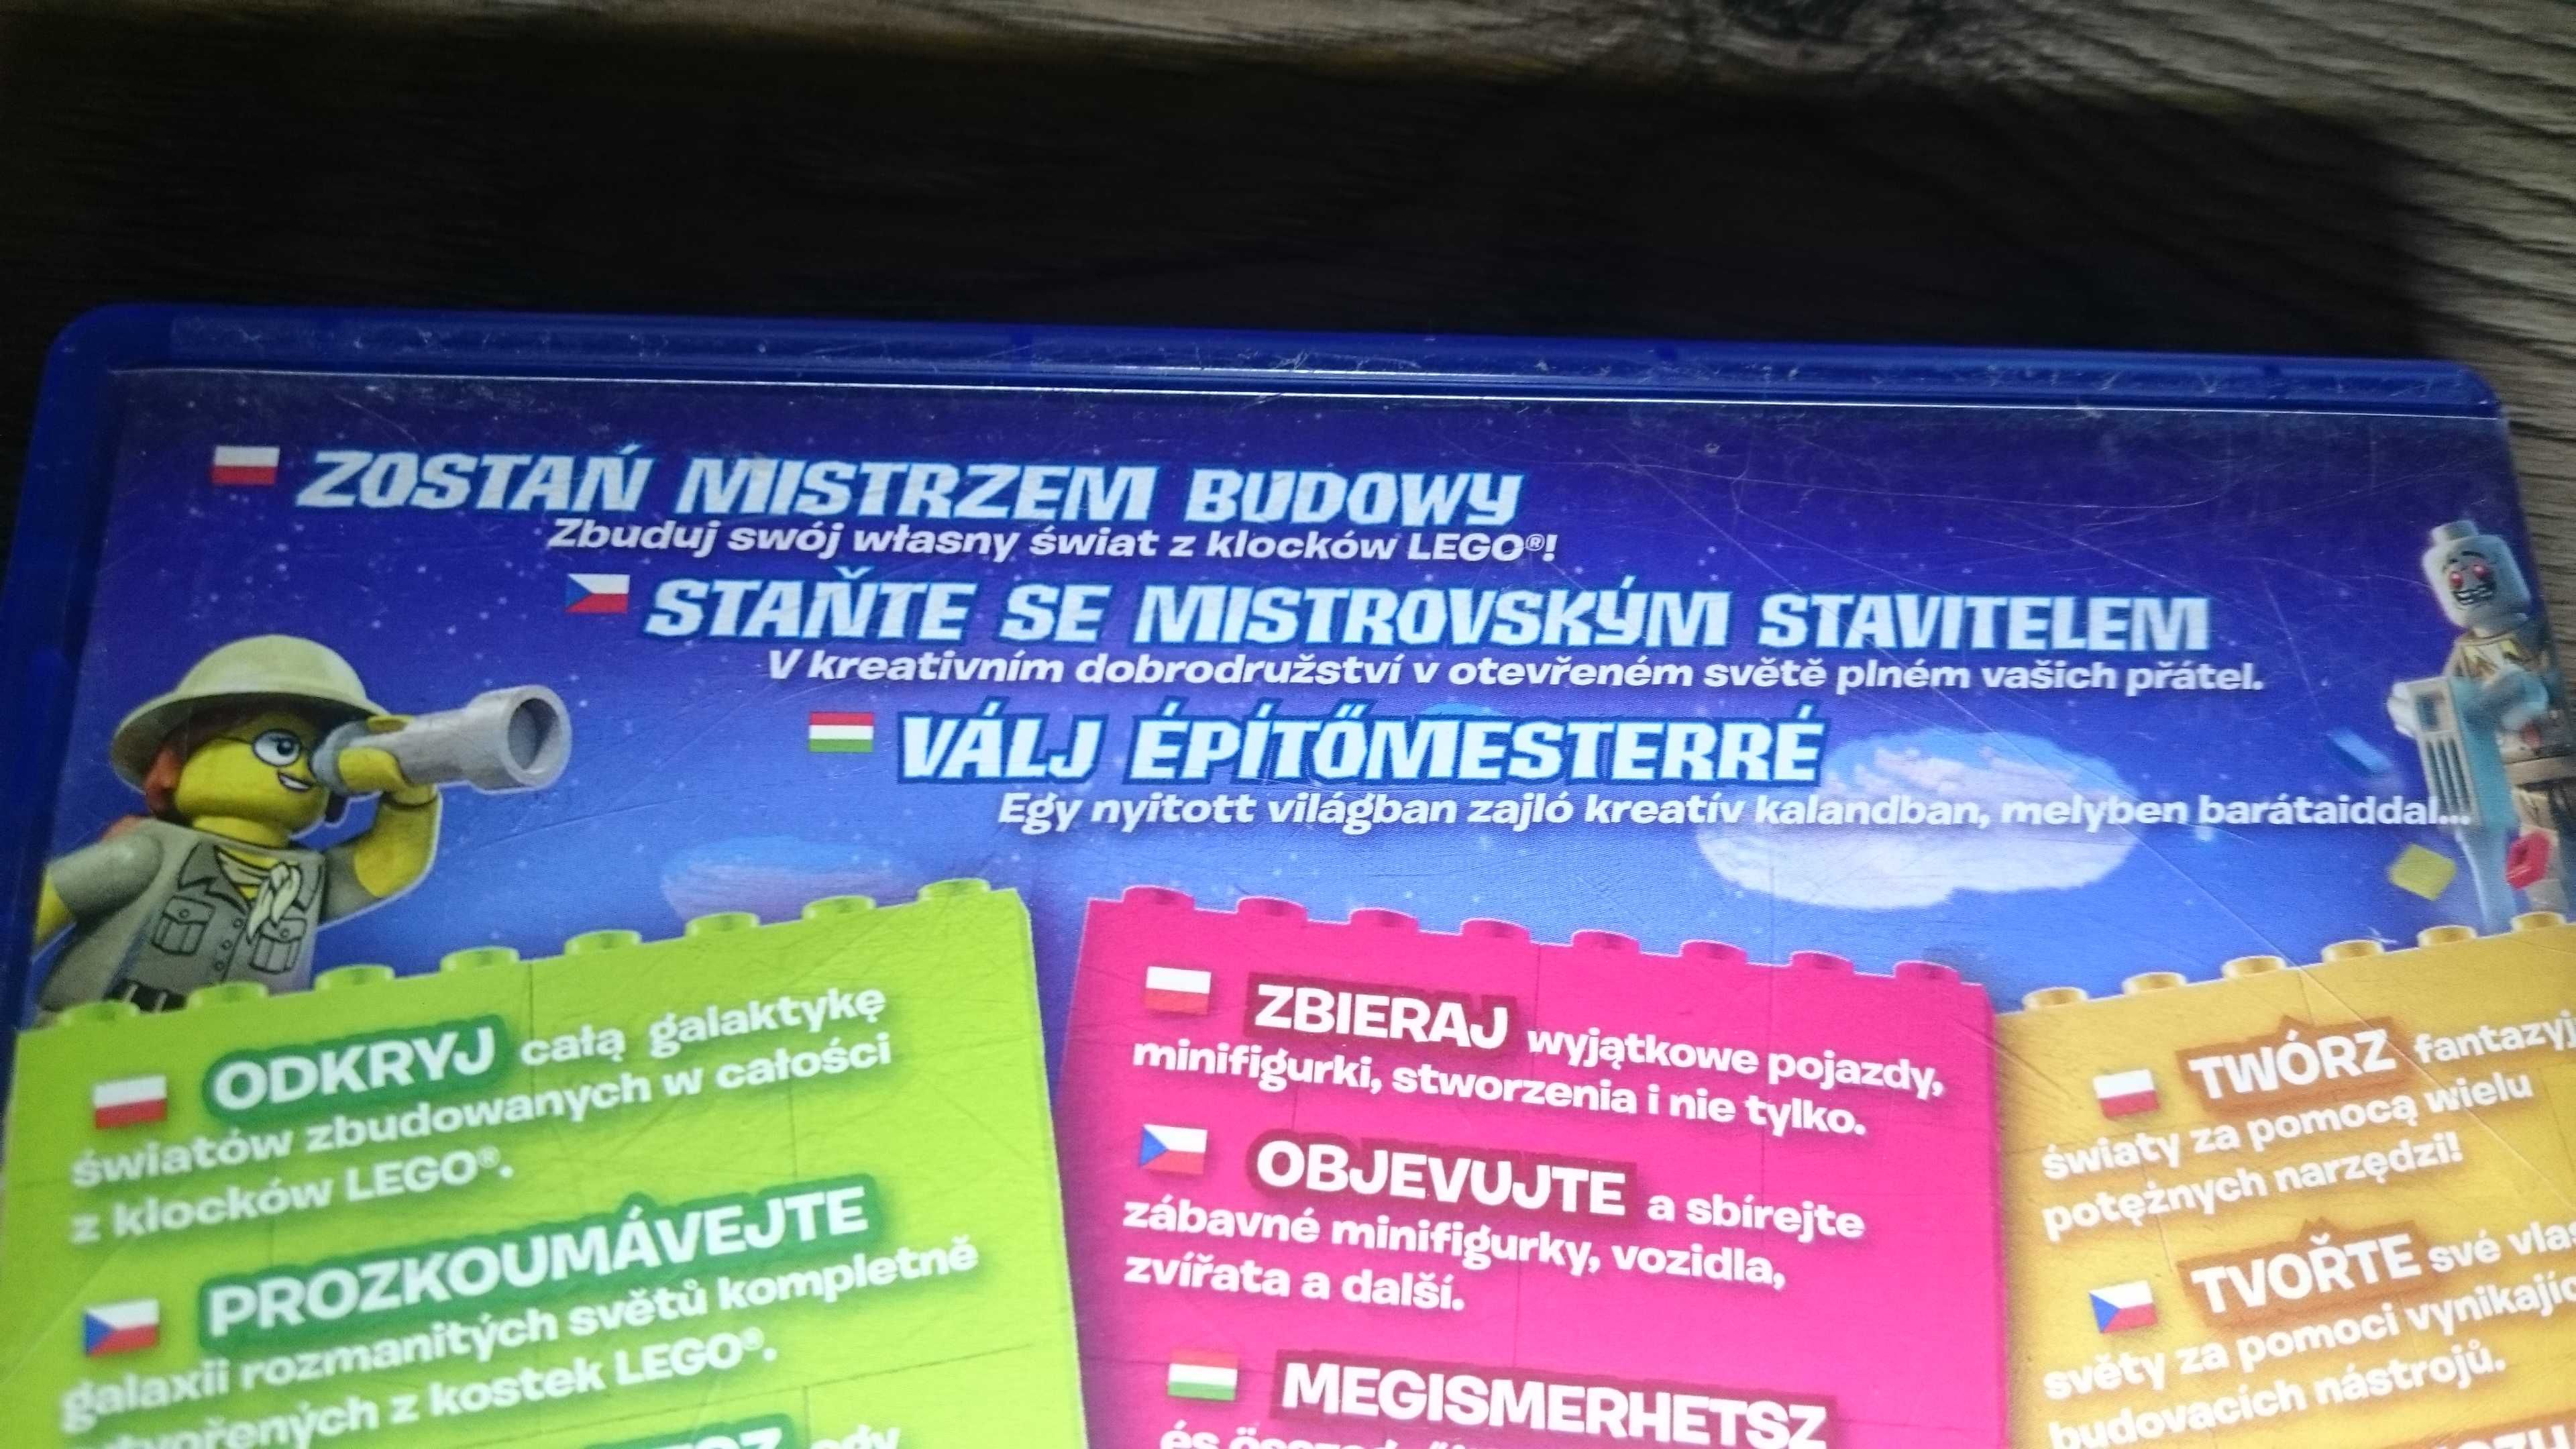 ZOSTAŃ MISTRZEM BUDOWY
Zbuduj swój własny świat z klocków LEGO®!
STAŇTE SE MISTROVSKÝM STAVITELEM
V kreativním dobrodružství v otevřeném světě plném vašich přátel.
VÁLJ ÉPÍTŐMESTERRÉ
Egy nyitott világban zajló kreatív kalandban, melyben barátaiddal...
ODKRYJ całą galaktykę
światów zbudowanych w całości
z klocków LEGO®.
PROZKOUMÁVEJTE
galaxii rozmanitých světů kompletně
z kostek LEGO®.
ZBIERAJ wyjątkowe pojazdy,
minifigurki, stworzenia i nie tylko.
OBJEVUJTE a sbírejte
zábavné minifigurky, vozidla,
zvířata a další.
MEGISMERHETSZ
és
TWÓRZ
światy za pomocą wielu
potężnych narzędzi!
TVOŘTE své
světy za pomoci
budovacích nástrojů.